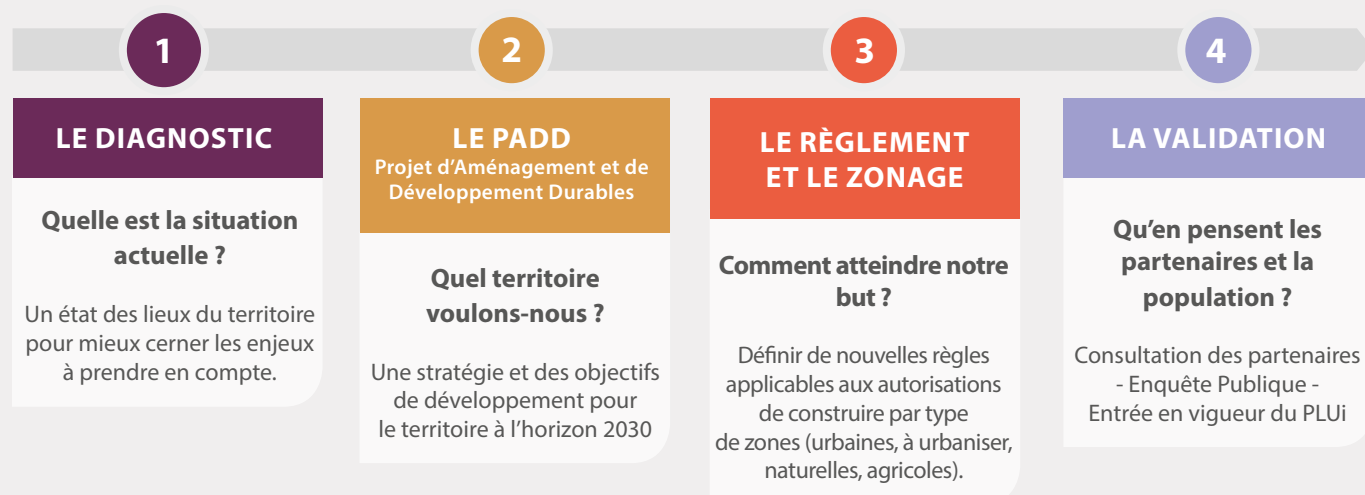 1
LE DIAGNOSTIC
Quelle est la situation
actuelle ?
Un état des lieux du territoire
pour mieux cerner les enjeux
à prendre en compte.
2
LE PADD
Projet d’Aménagement et de
Développement Durables
Quel territoire
voulons-nous ?
Une stratégie et des objectifs
de développement pour
le territoire à l’horizon 2030
3
LE RÈGLEMENT
ET LE ZONAGE
Comment atteindre notre
but ?
Définir de nouvelles règles
applicables aux autorisations
de construire par type
de zones (urbaines, à urbaniser,
naturelles, agricoles).
4
LA VALIDATION
Qu’en pensent les
partenaires et la
population ?
Consultation des partenaires
- Enquête Publique -
Entrée en vigueur du PLUi